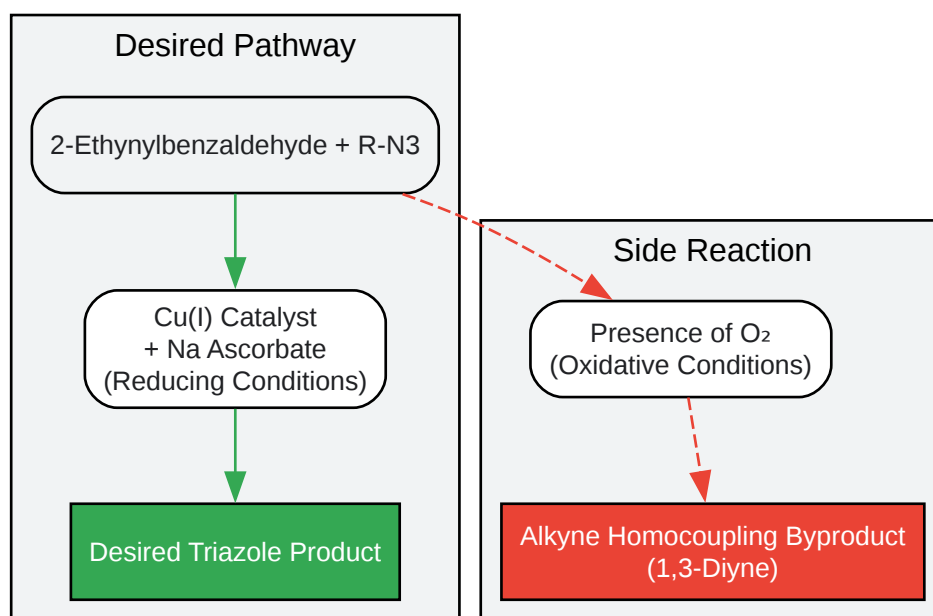 Desired Pathway
2-Ethynylbenzaldehyde + R-N3
Cu(I) Catalyst
+ Na Ascorbate
(Reducing Conditions)
Desired Triazole Product
Side Reaction
Presence of O₂
(Oxidative Conditions)
Alkyne Homocoupling Byproduct
(1,3-Diyne)